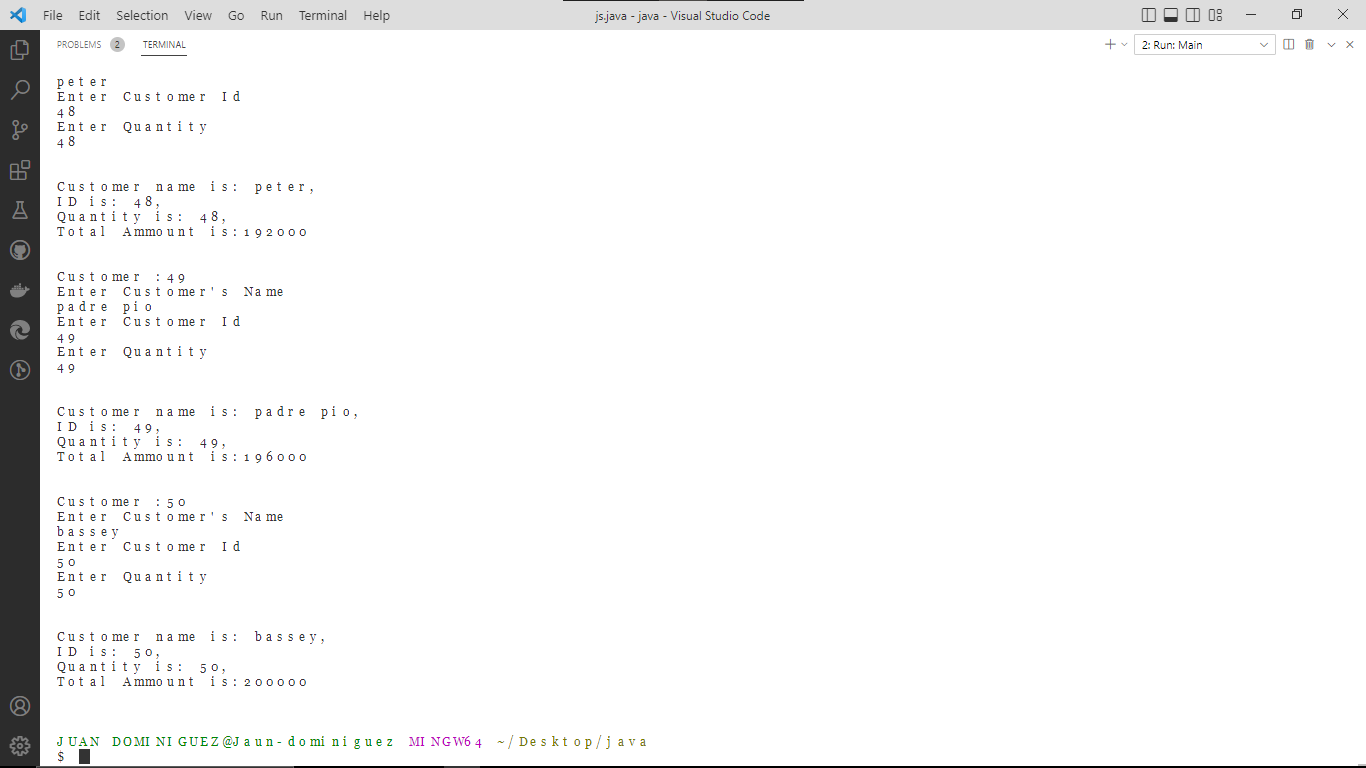 File Edit Selection View Go Run Terminal Help
js.java - java - Visual Studio Code
PROBLEMS 2 TERMINAL
2: Run: Main
peter
Enter Customer Id
48
Enter Quantity
48
Customer name is: peter,
ID is: 48,
Quantity is: 48,
Total Ammount is:192000
Customer :49
Enter Customer's Name
padre pio
Enter Customer Id
49
Enter Quantity
49
Customer name is: padre pio,
ID is: 49,
Quantity is: 49,
Total Ammount is:196000
Customer :50
Enter Customer's Name
bassey
Enter Customer Id
50
Enter Quantity
50
Customer name is: bassey,
ID is: 50,
Quantity is: 50,
Total Ammount is:200000
JUAN DOMINIGUEZ@Jaun-dominiguez MINGW64 ~/Desktop/java
$